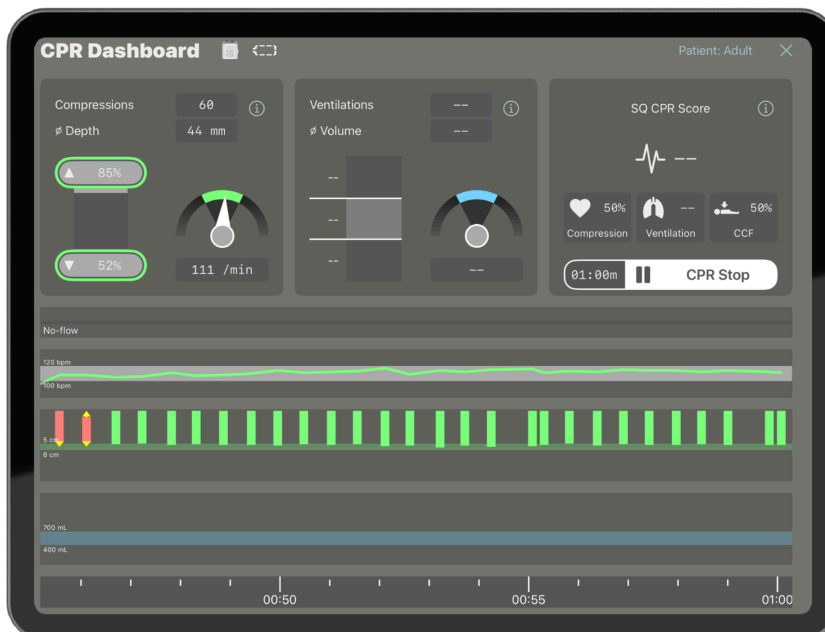 CPR Dashboard
Patient: Adult
Compressions 60
ø Depth 44 mm
85%
52%
111 /min
Ventilations --
ø Volume --
--
--
--
--
SQ CPR Score
--
50%
Compression
--
Ventilation
50%
CCF
01:00m CPR Stop
No-flow
120 bpm
100 bpm
5 cm
6 cm
700 mL
400 mL
00:50 00:55 01:00